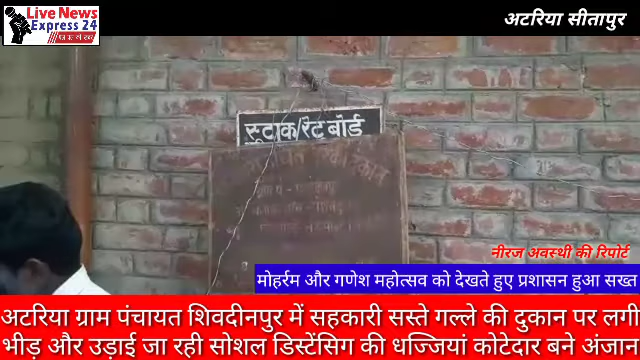 Live News
Express 24
अटरिया सीतापुर
स्टाक/रेट बोर्ड
नीरज अवस्थी की रिपोर्ट
मोहर्रम और गणेश महोत्सव को देखते हुए प्रशासन हुआ सख्त
अटरिया ग्राम पंचायत शिवदीनपुर में सहकारी सस्ते गल्ले की दुकान पर लगी
भीड़ और उड़ाई जा रही सोशल डिस्टेंसिग की धज्जियां कोटेदार बने अंजान